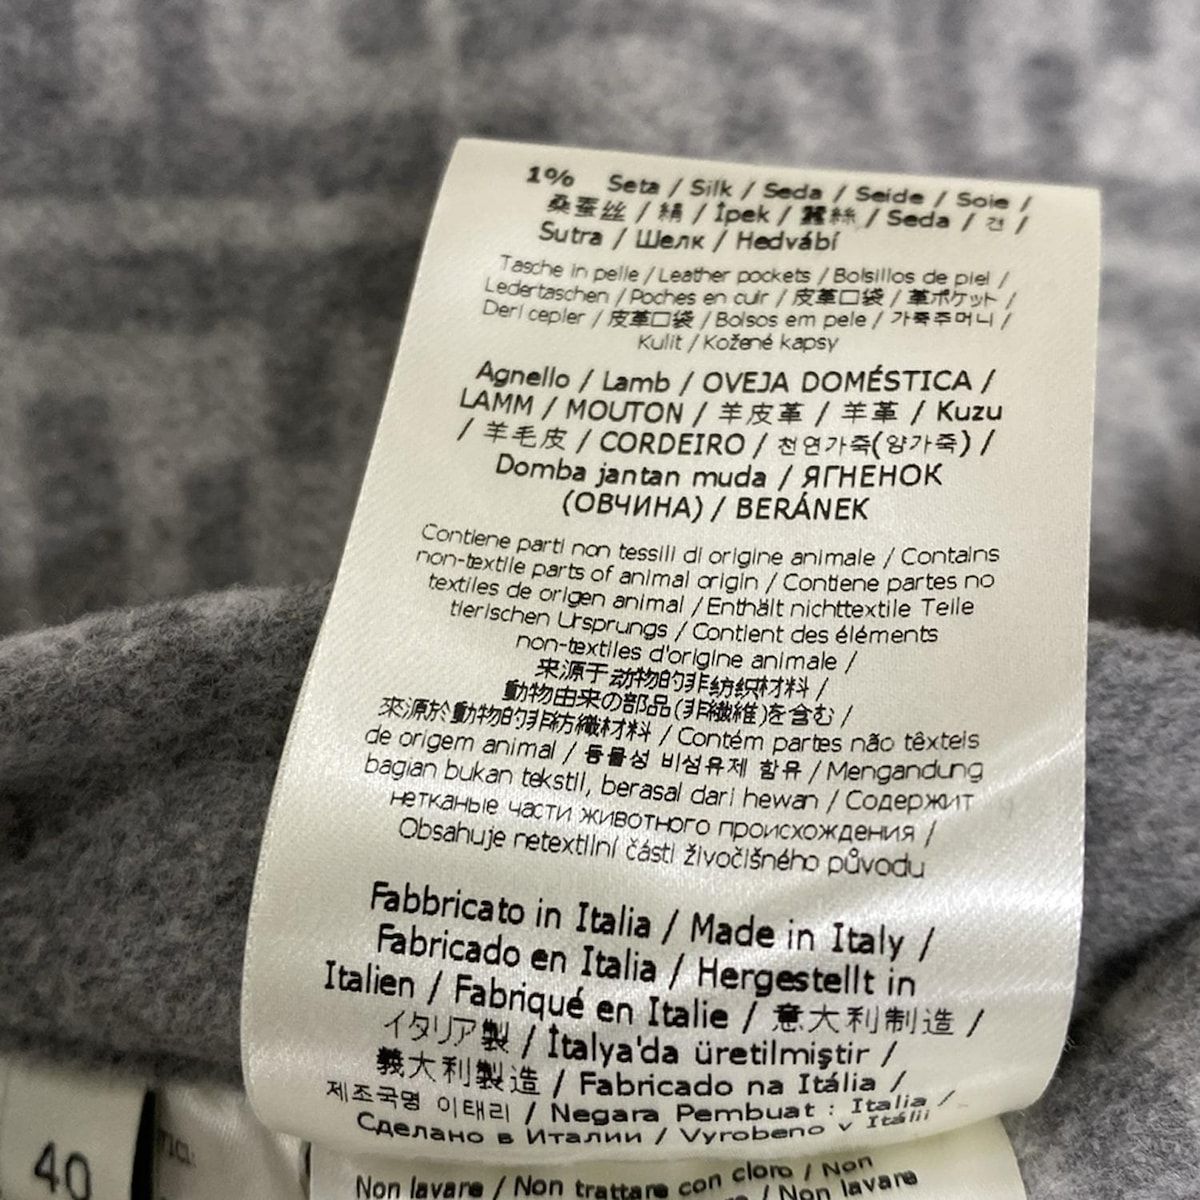 1% Seta / Silk / Seda / Seide / Soie /
桑蚕丝 / 絹 / İpek / 蠶絲 / Seda / 견 /
Sutra / Шелк / Hedvábí
Tasche in pelle / Leather pockets / Bolsillos de piel /
Ledertaschen / Poches en cuir / 皮革口袋 / 革ポケット /
Deri cepler / 皮革口袋 / Bolsos em pele / 가죽주머니 /
Kulit / Kožené kapsy
Agnello / Lamb / OVEJA DOMÉSTICA /
LAMM / MOUTON / 羊皮革 / 羊革 / Kuzu
/ 羊毛皮 / CORDEIRO / 천연가죽(양가죽) /
Domba jantan muda / ЯГНЕНОК
(ОВЧИНА) / BERÁNEK
Contiene parti non tessili di origine animale / Contains
non-textile parts of animal origin / Contiene partes no
textiles de origen animal / Enthält nichttextile Teile
tierischen Ursprungs / Contient des éléments
non-textiles d'origine animale /
来源于动物的非纺织材料 /
動物由来の部品(非繊維)を含む /
來源於動物的非紡織材料 / Contém partes não têxteis
de origem animal / 동물성 비섬유제 함유 / Mengandung
bagian bukan tekstil, berasal dari hewan / Содержит
нетканые части животного происхождения /
Obsahuje netextilní části živočišného původu
Fabbricato in Italia / Made in Italy /
Fabricado en Italia / Hergestellt in
Italien / Fabriqué en Italie / 意大利制造 /
イタリア製 / İtalya'da üretilmiştir /
義大利製造 / Fabricado na Itália /
제조국명 이태리 / Negara Pembuat : Italia /
Сделано в Италии / Vyrobeno v Itálii
Non lavare / Non trattare con cloro / Non
/ Non lavare
40